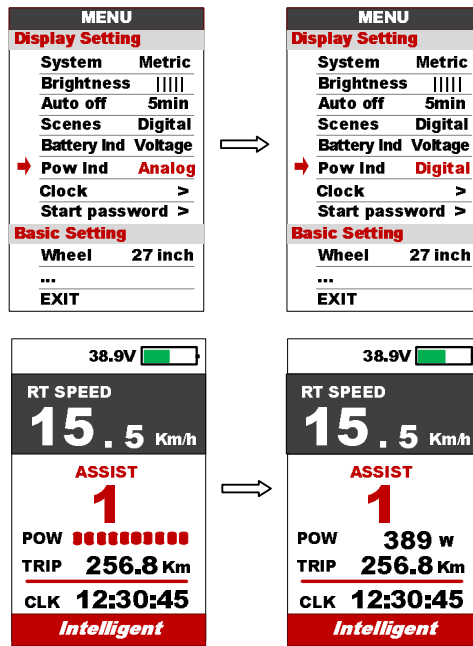 MENU
Display Setting
System Metric
Brightness |||||
Auto off 5min
Scenes Digital
Battery Ind Voltage
Pow Ind Analog
Clock >
Start password >
Basic Setting
Wheel 27 inch
...
EXIT
MENU
Display Setting
System Metric
Brightness |||||
Auto off 5min
Scenes Digital
Battery Ind Voltage
Pow Ind Digital
Clock >
Start password >
Basic Setting
Wheel 27 inch
...
EXIT
38.9V
RT SPEED
15.5 Km/h
ASSIST
1
POW
TRIP 256.8 Km
CLK 12:30:45
Intelligent
38.9V
RT SPEED
15.5 Km/h
ASSIST
1
POW 389 W
TRIP 256.8 Km
CLK 12:30:45
Intelligent